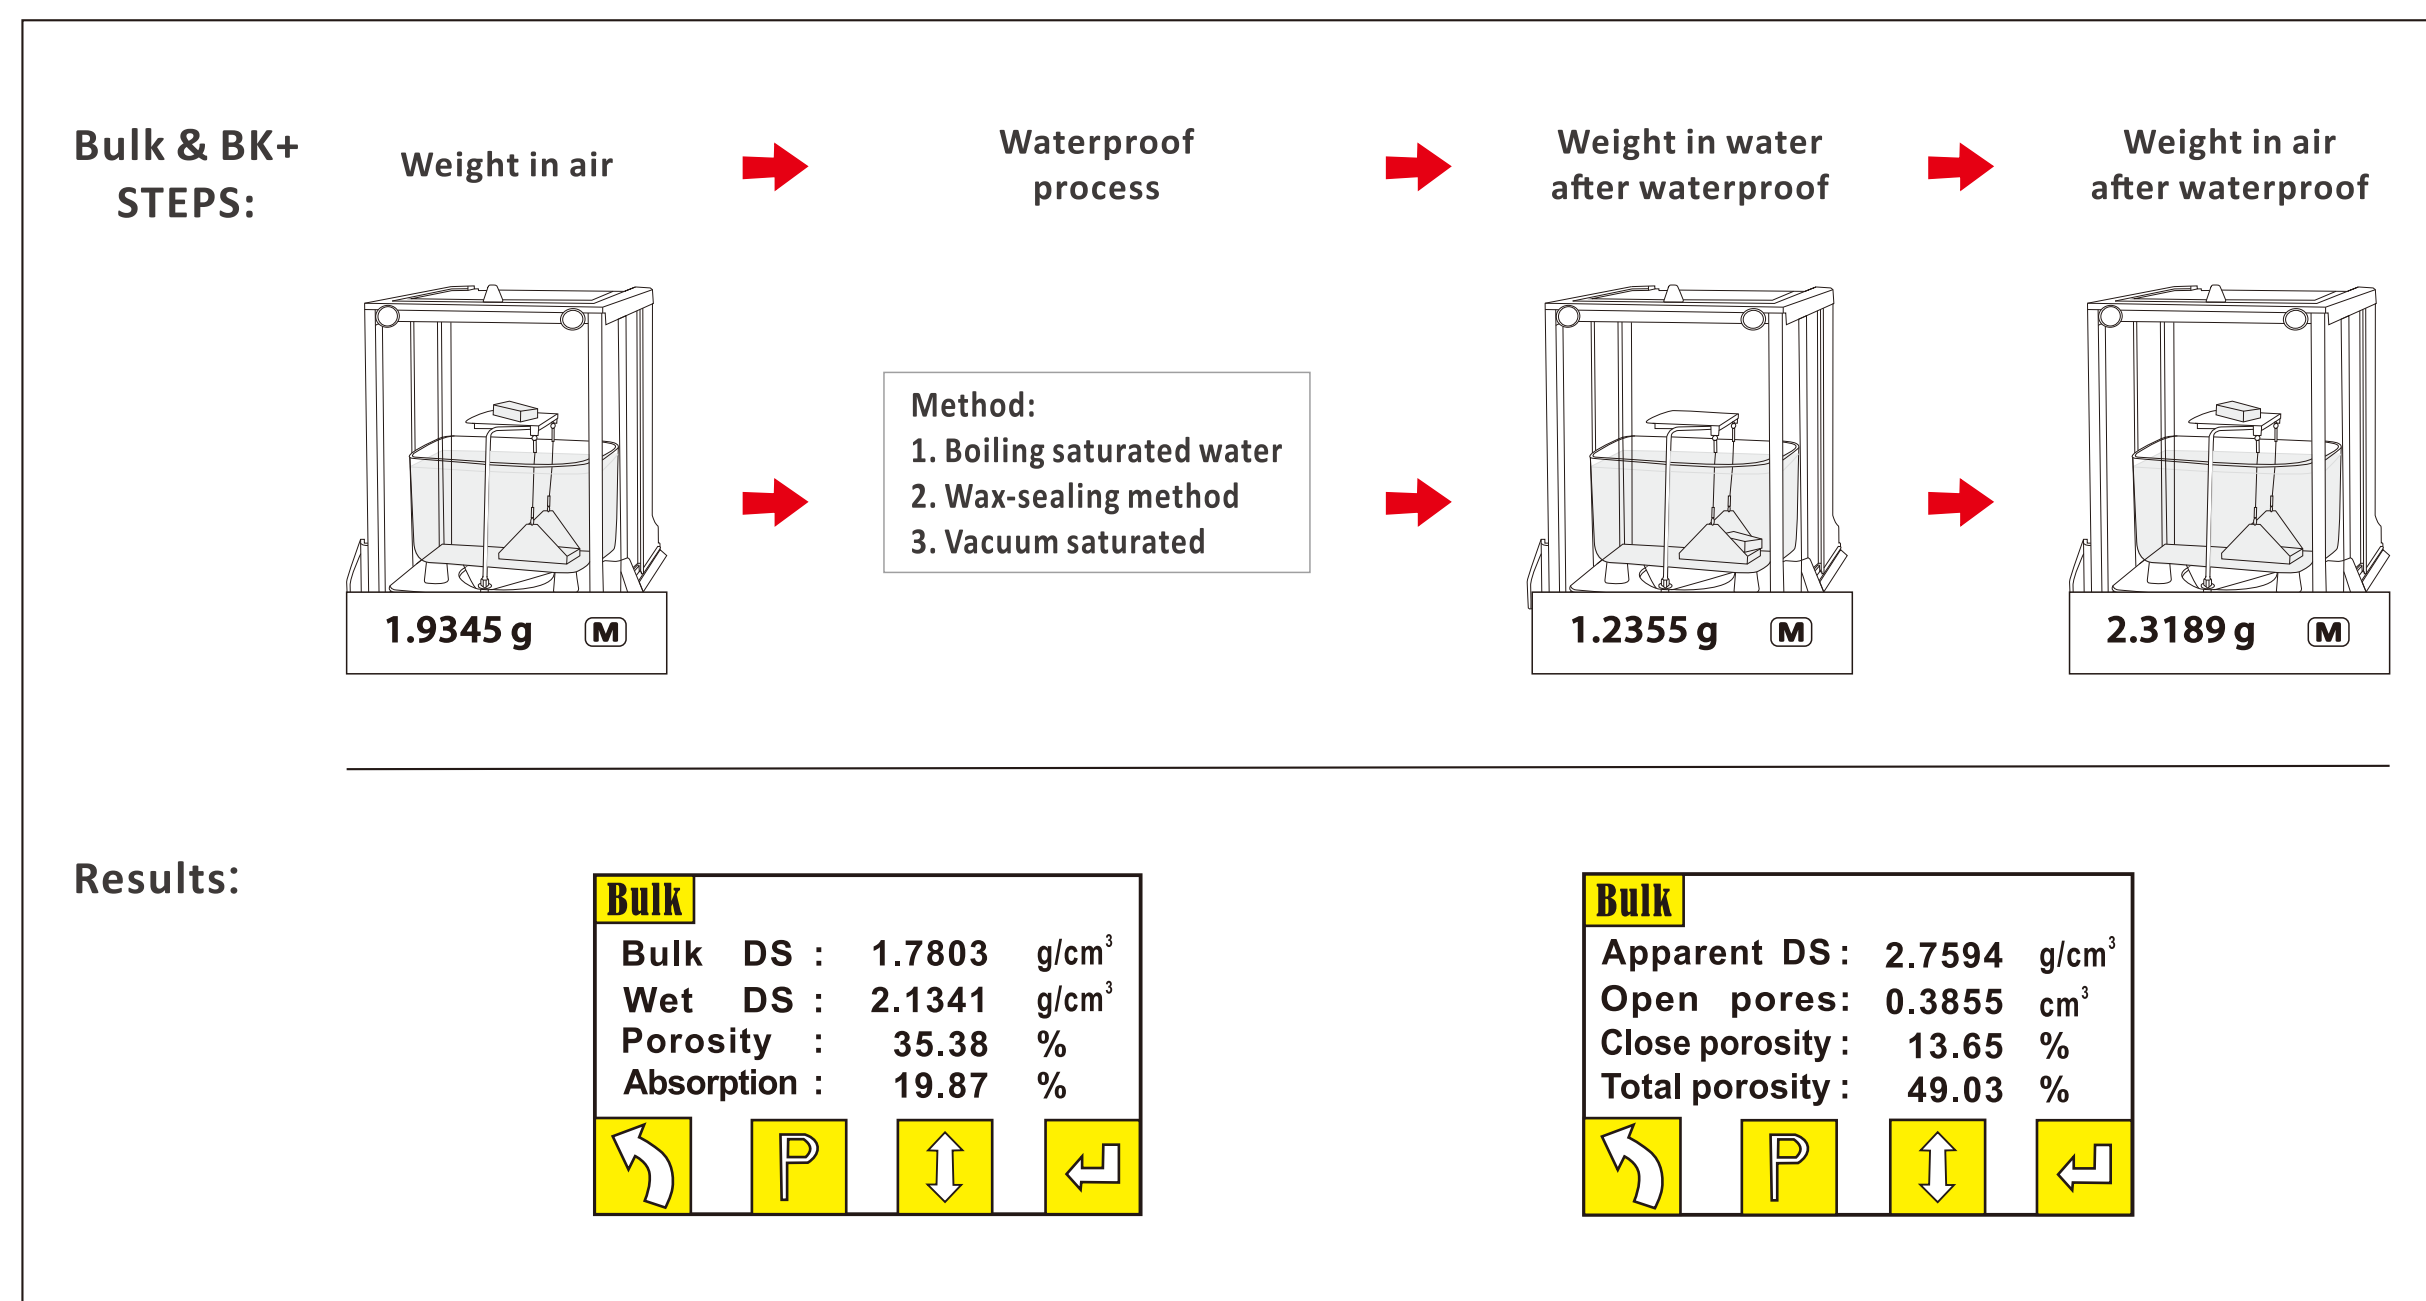 Bulk & BK+
STEPS:
Weight in air
Waterproof
process
Weight in water
after waterproof
Weight in air
after waterproof
Method:
1. Boiling saturated water
2. Wax-sealing method
3. Vacuum saturated
1.9345 g M
1.2355 g M
2.3189 g M
Results:
Bulk
Bulk DS : 1.7803 g/cm³
Wet DS : 2.1341 g/cm³
Porosity : 35.38 %
Absorption : 19.87 %
P
Bulk
Apparent DS : 2.7594 g/cm³
Open pores: 0.3855 cm³
Close porosity : 13.65 %
Total porosity : 49.03 %
P